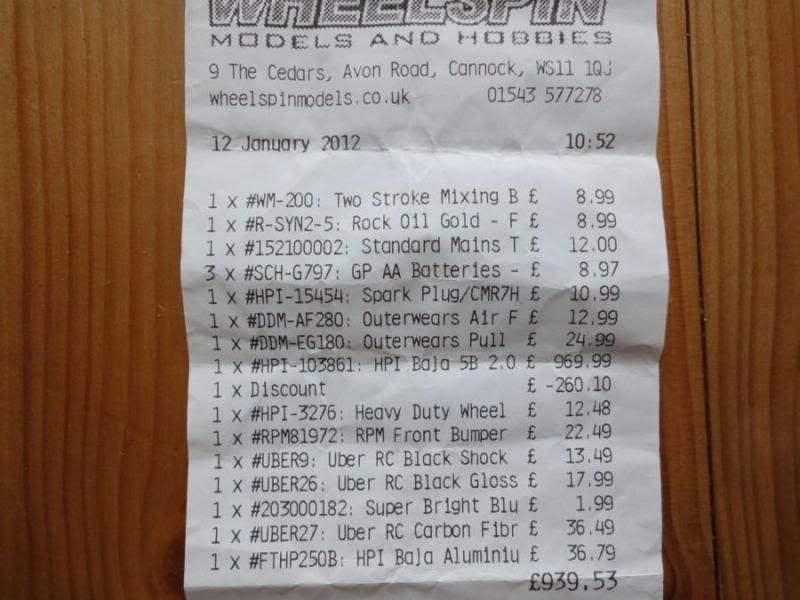 WHEELSPIN
MODELS AND HOBBIES
9 The Cedars, Avon Road, Cannock, WS11 1QJ
wheelspinmodels.co.uk 01543 577278
12 January 2012 10:52
1 x #WM-200: Two Stroke Mixing B £ 8.99
1 x #R-SYN2-5: Rock Oil Gold - F £ 8.99
1 x #152100002: Standard Mains T £ 12.00
3 x #SCH-G797: GP AA Batteries - £ 8.97
1 x #HPI-15454: Spark Plug/CMR7H £ 10.99
1 x #DDM-AF280: Outerwears Air F £ 12.99
1 x #DDM-EG180: Outerwears Pull £ 24.99
1 x #HPI-103861: HPI Baja 5B 2.0 £ 969.99
1 x Discount £ -260.10
1 x #HPI-3276: Heavy Duty Wheel £ 12.48
1 x #RPM81972: RPM Front Bumper £ 22.49
1 x #UBER9: Uber RC Black Shock £ 13.49
1 x #UBER26: Uber RC Black Gloss £ 17.99
1 x #203000182: Super Bright Blu £ 1.99
1 x #UBER27: Uber RC Carbon Fibr £ 36.49
1 x #FTHP250B: HPI Baja Aluminiu £ 36.79
£939.53